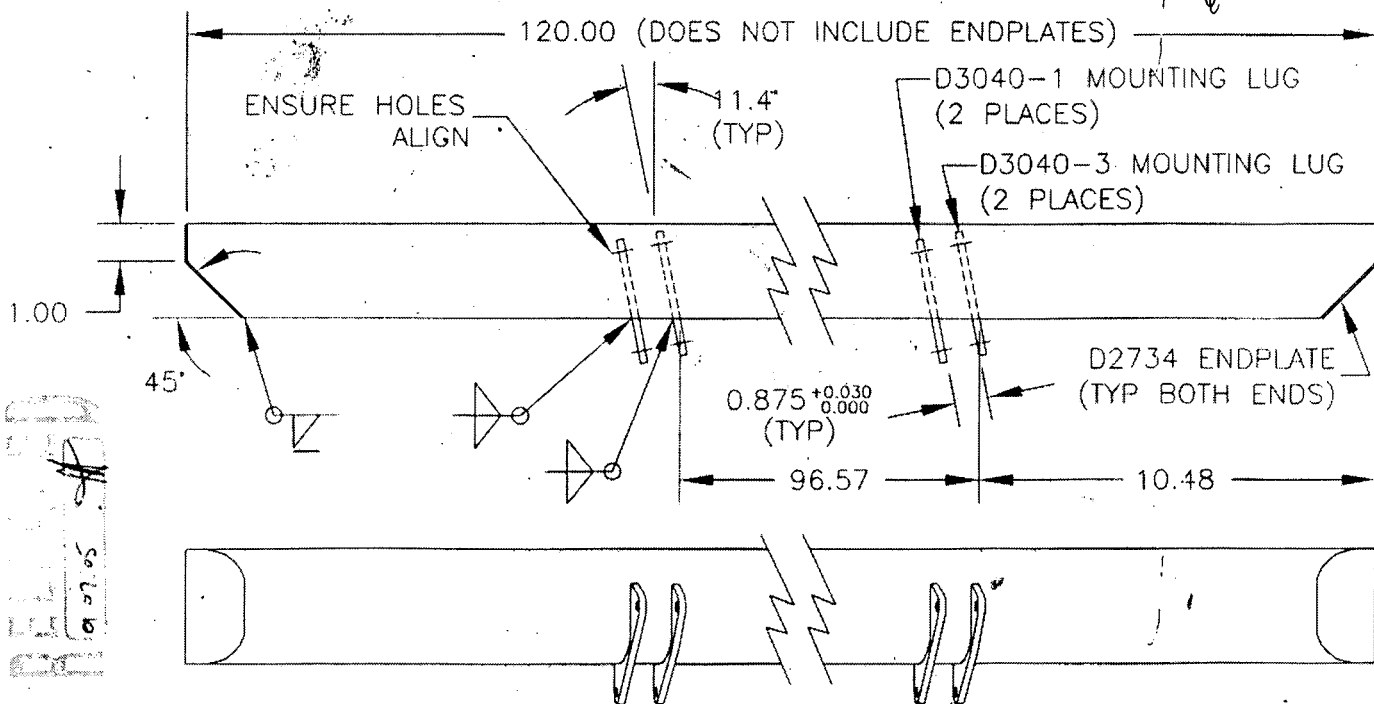 120.00 (DOES NOT INCLUDE ENDPLATES)
ENSURE HOLES
ALIGN
11.4°
(TYP)
D3040-1 MOUNTING LUG
(2 PLACES)
D3040-3 MOUNTING LUG
(2 PLACES)
1.00
45°
0.875 +0.030
0.000
(TYP)
D2734 ENDPLATE
(TYP BOTH ENDS)
96.57
10.48